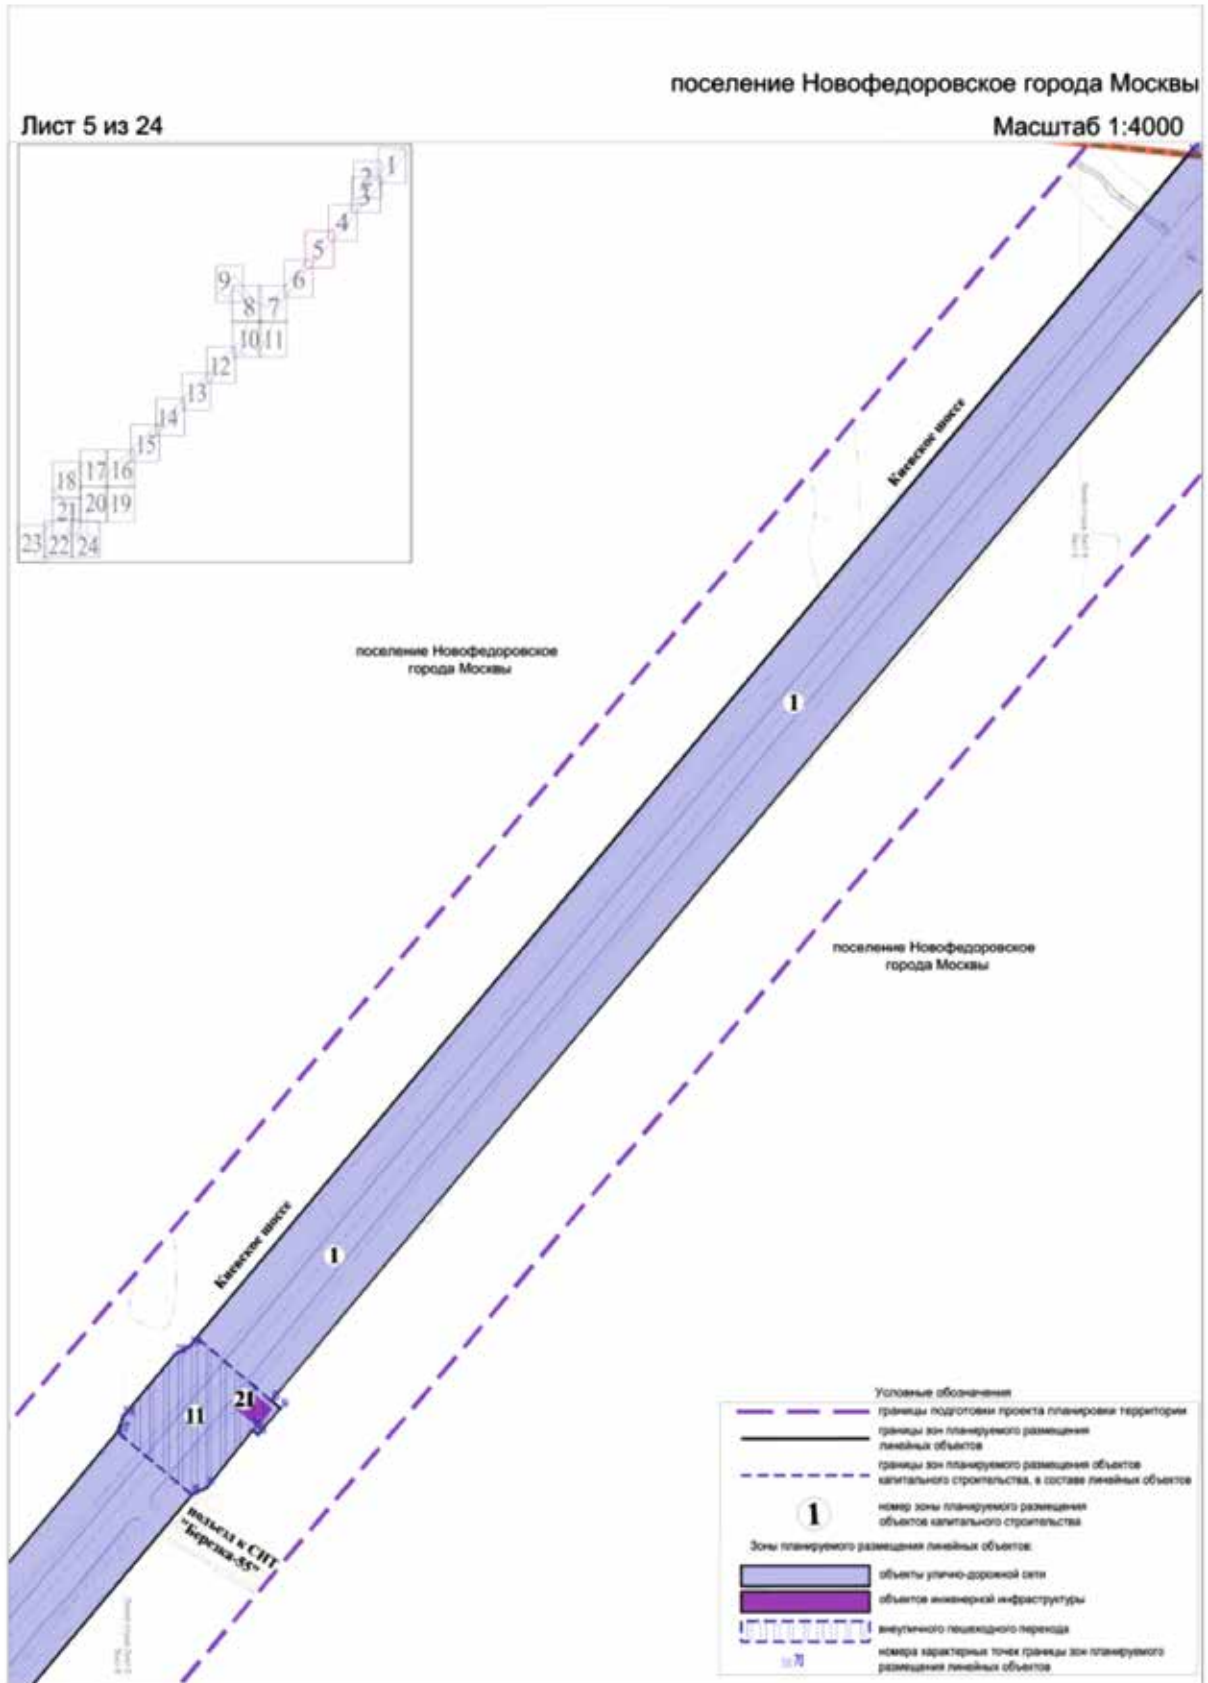 поселение Новофедоровское города Москвы
Лист 5 из 24
Масштаб 1:4000
1
2
3
4
5
6
9
8
7
10
11
12
13
14
15
17
16
18
20
19
21
23
22
24
Киевское шоссе
поселение Новофедоровское
города Москвы
1
поселение Новофедоровское
города Москвы
Киевское шоссе
1
21
11
подъезд к СНТ
"Березка-55"
Условные обозначения
границы подготовки проекта планировки территории
границы зон планируемого размещения
линейных объектов
границы зон планируемого размещения объектов
капитального строительства, в составе линейных объектов
1
номер зоны планируемого размещения
объектов капитального строительства
Зоны планируемого размещения линейных объектов:
объекты улично-дорожной сети
объектов инженерной инфраструктуры
внеуличного пешеходного перехода
70
номера характерных точек границы зон планируемого
размещения линейных объектов